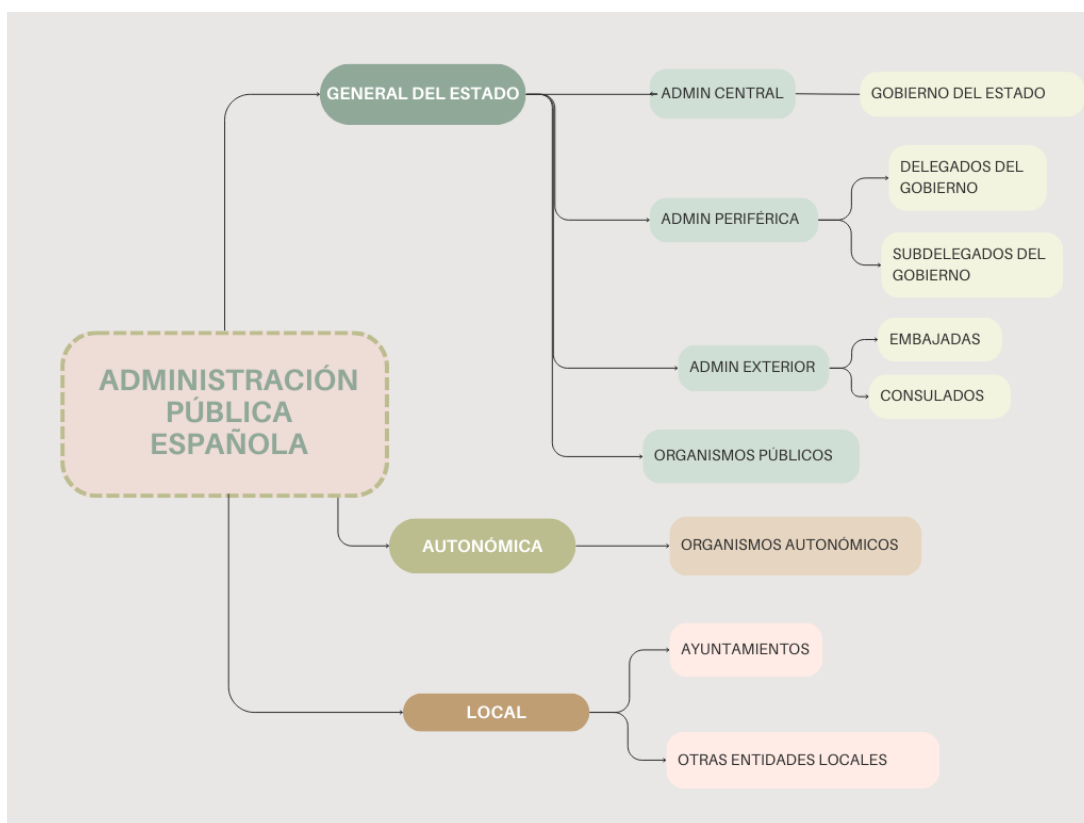 GENERAL DEL ESTADO
ADMIN CENTRAL
GOBIERNO DEL ESTADO
DELEGADOS DEL
GOBIERNO
ADMIN PERIFÉRICA
SUBDELEGADOS DEL
GOBIERNO
EMBAJADAS
ADMIN EXTERIOR
CONSULADOS
ORGANISMOS PÚBLICOS
ADMINISTRACIÓN
PÚBLICA
ESPAÑOLA
AUTONÓMICA
ORGANISMOS AUTONÓMICOS
AYUNTAMIENTOS
LOCAL
OTRAS ENTIDADES LOCALES